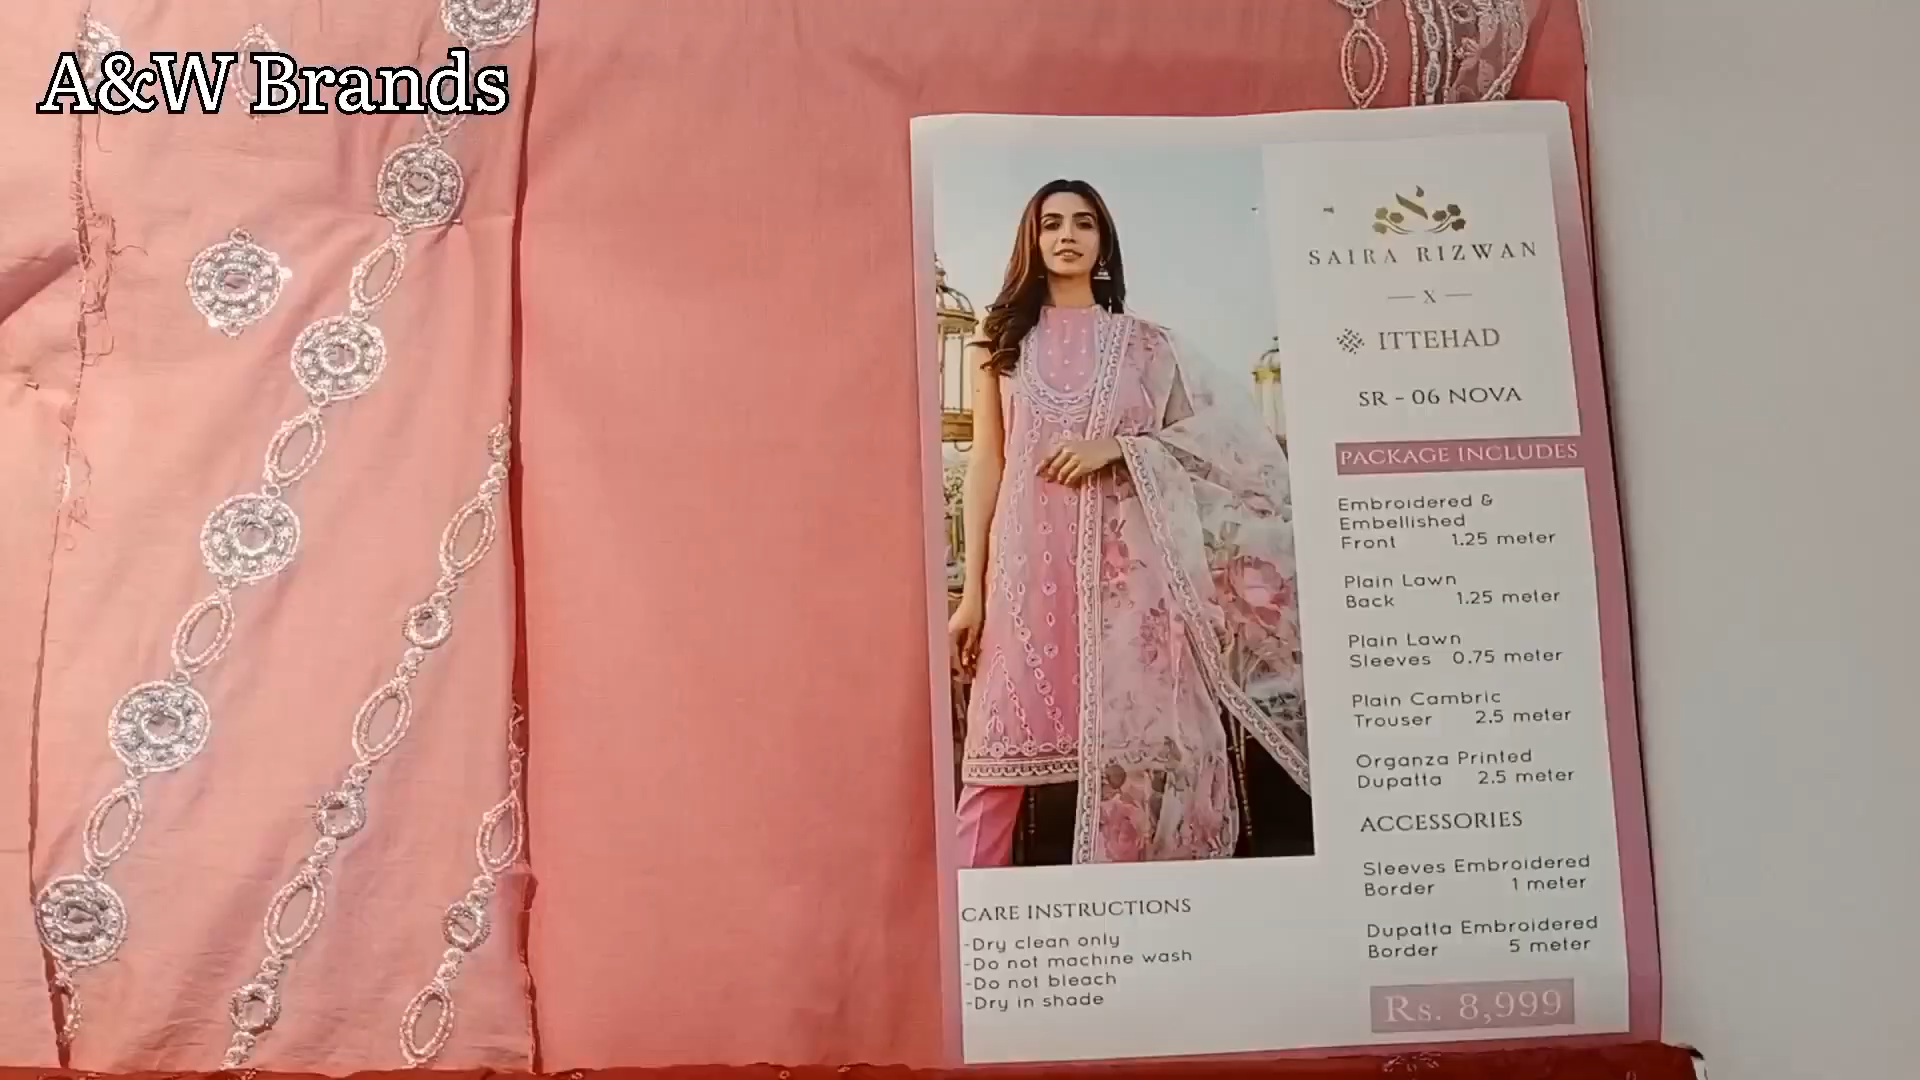 A&W Brands
SAIRA RIZWAN
X
ITTEHAD
SR - 06 NOVA
PACKAGE INCLUDES
Embroidered &
Embellished
Front 1.25 meter
Plain Lawn
Back 1.25 meter
Plain Lawn
Sleeves 0.75 meter
Plain Cambric
Trouser 2.5 meter
Organza Printed
Dupatta 2.5 meter
ACCESSORIES
Sleeves Embroidered
Border 1 meter
Dupatta Embroidered
Border 5 meter
Rs. 8,999
CARE INSTRUCTIONS
-Dry clean only
-Do not machine wash
-Do not bleach
-Dry in shade